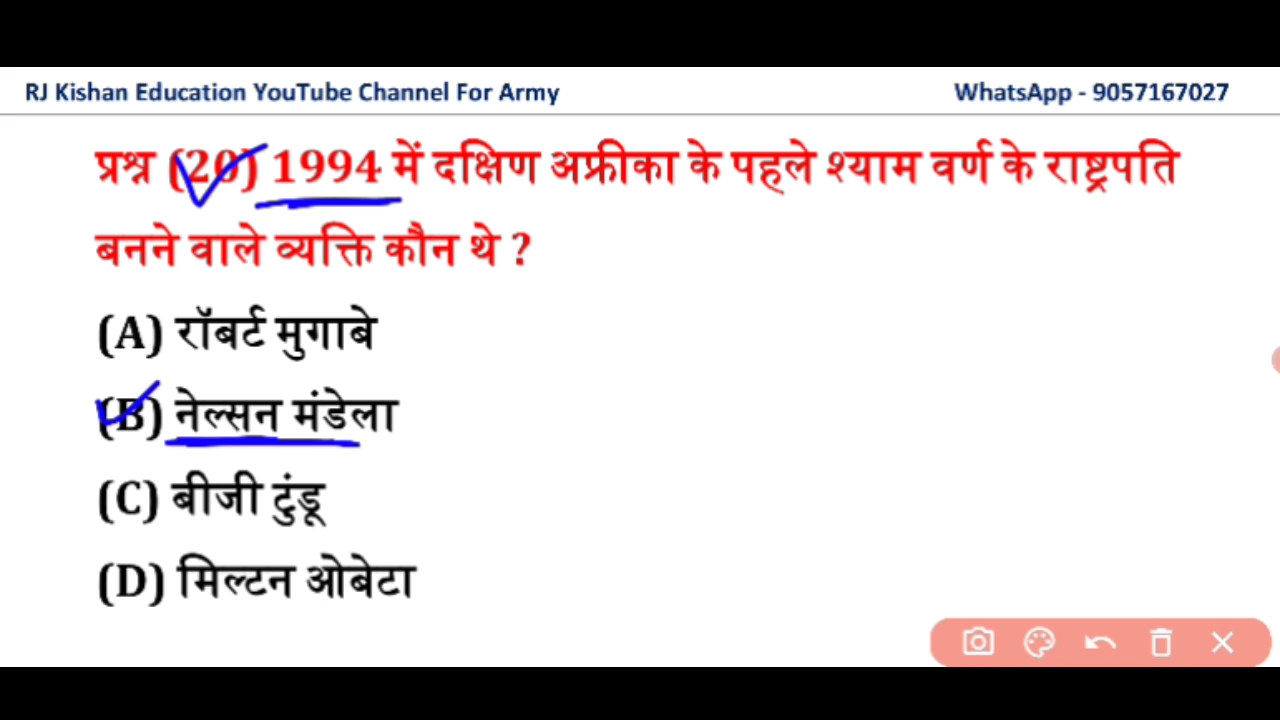 RJ Kishan Education YouTube Channel For Army WhatsApp - 9057167027
प्रश्न (20) 1994 में दक्षिण अफ्रीका के पहले श्याम वर्ण के राष्ट्रपति
बनने वाले व्यक्ति कौन थे ?
(A) रॉबर्ट मुगाबे
(B) नेल्सन मंडेला
(C) बीजी टुंडू
(D) मिल्टन ओबेटा